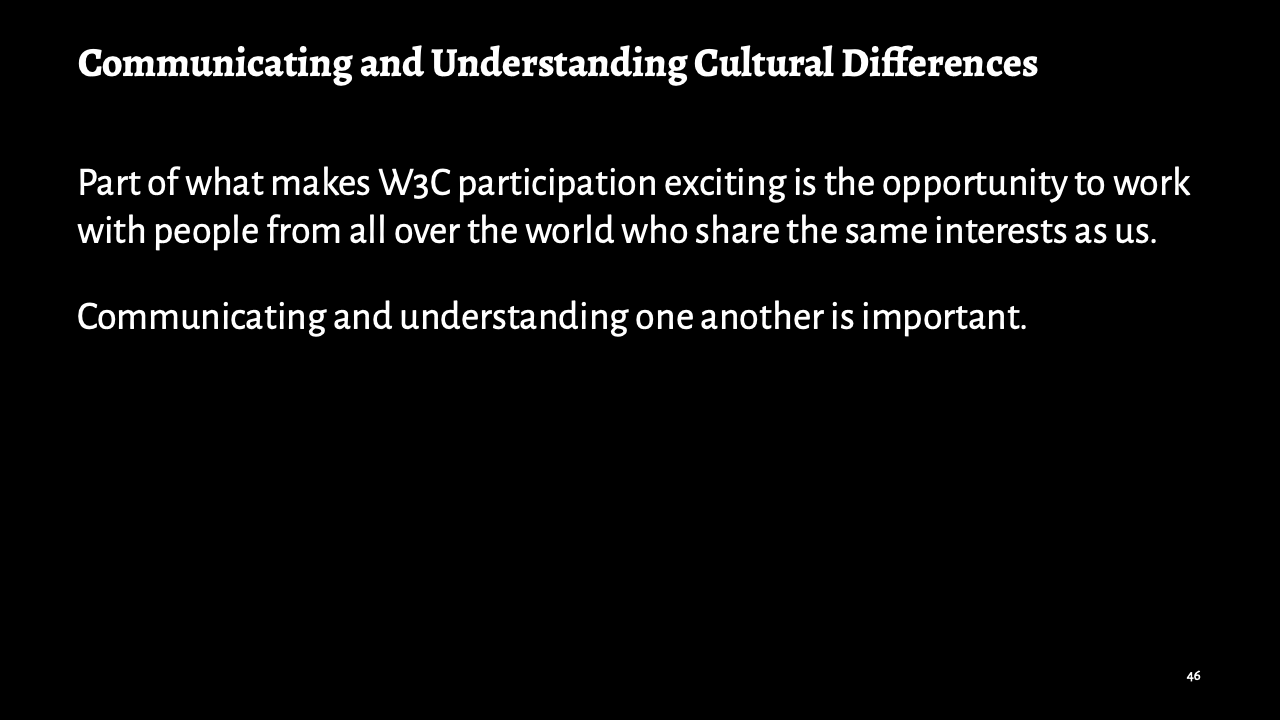 Communicating and Understanding Cultural Differences
Part of what makes W3C participation exciting is the opportunity to work
with people from all over the world who share the same interests as us.
Communicating and understanding one another is important.
46